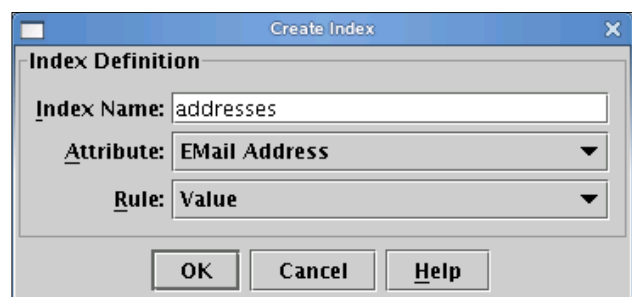 Create Index
Index Definition
Index Name: addresses
Attribute: EMail Address
Rule: Value
OK Cancel Help